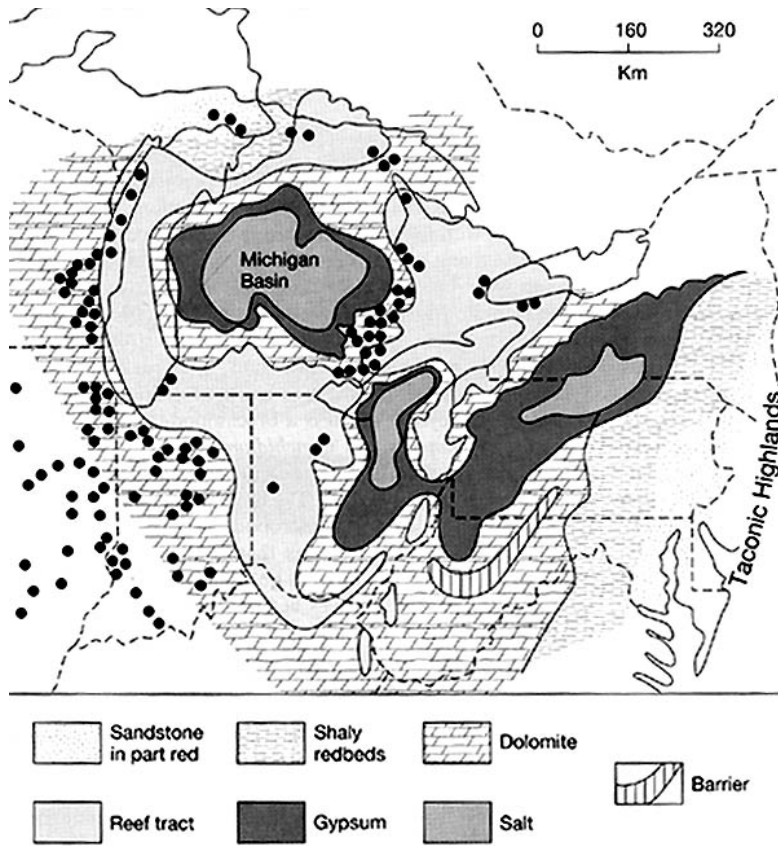 0 160 320
Km
Michigan
Basin
Taconic Highlands
Sandstone
in part red
Shaly
redbeds
Dolomite
Barrier
Reef tract
Gypsum
Salt